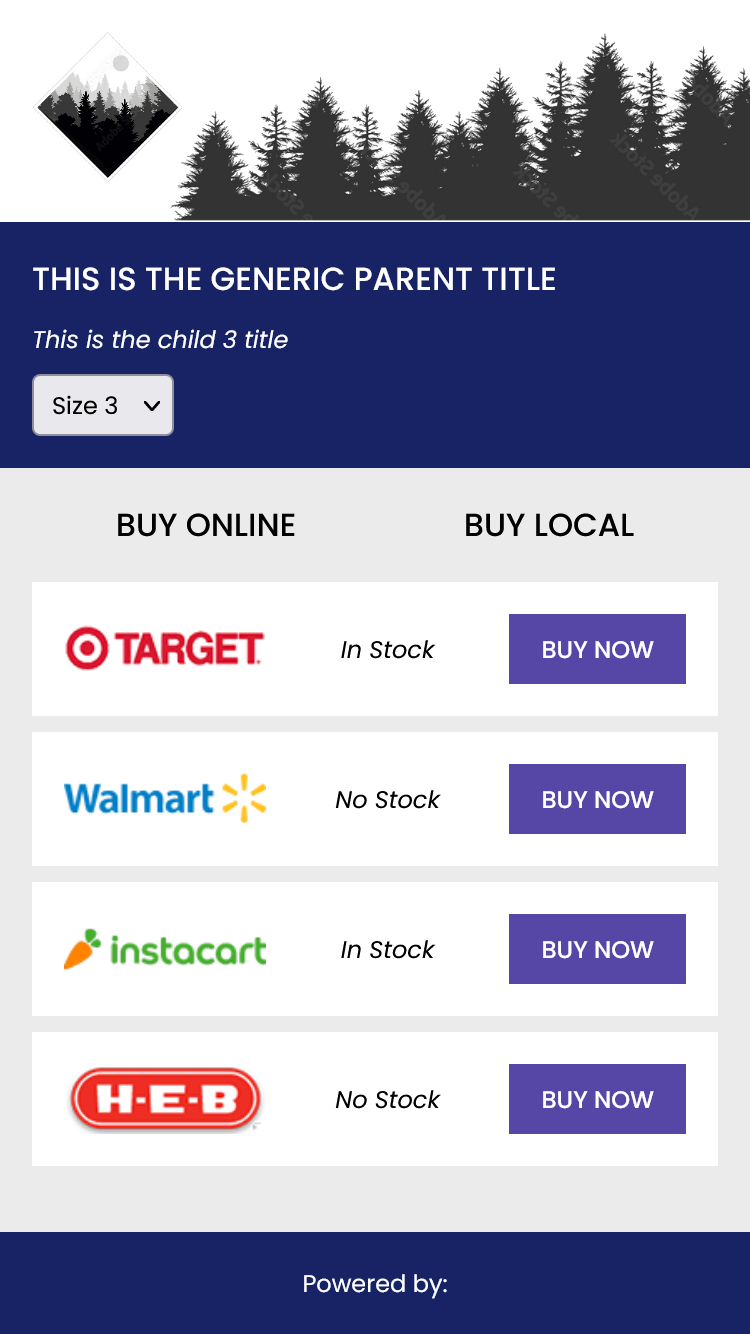 THIS IS THE GENERIC PARENT TITLE
This is the child 3 title
Size 3
BUY ONLINE BUY LOCAL
TARGET In Stock BUY NOW
Walmart No Stock BUY NOW
instacart In Stock BUY NOW
H-E-B No Stock BUY NOW
Powered by: